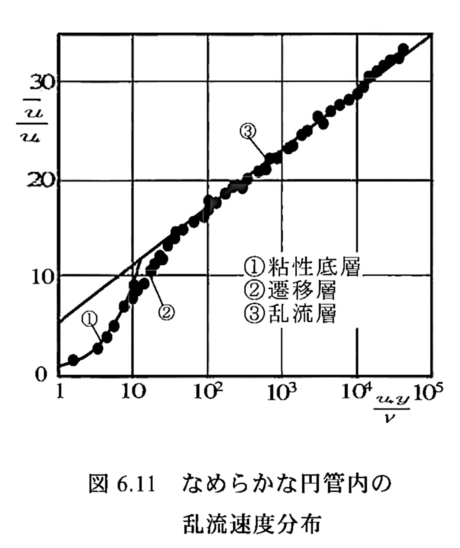 30
20
10
0
ū
u*
①
②
③
①粘性底層
②遷移層
③乱流層
1
10
10²
10³
10⁴
10⁵
u*y
ν
図 6.11 なめらかな円管内の
乱流速度分布